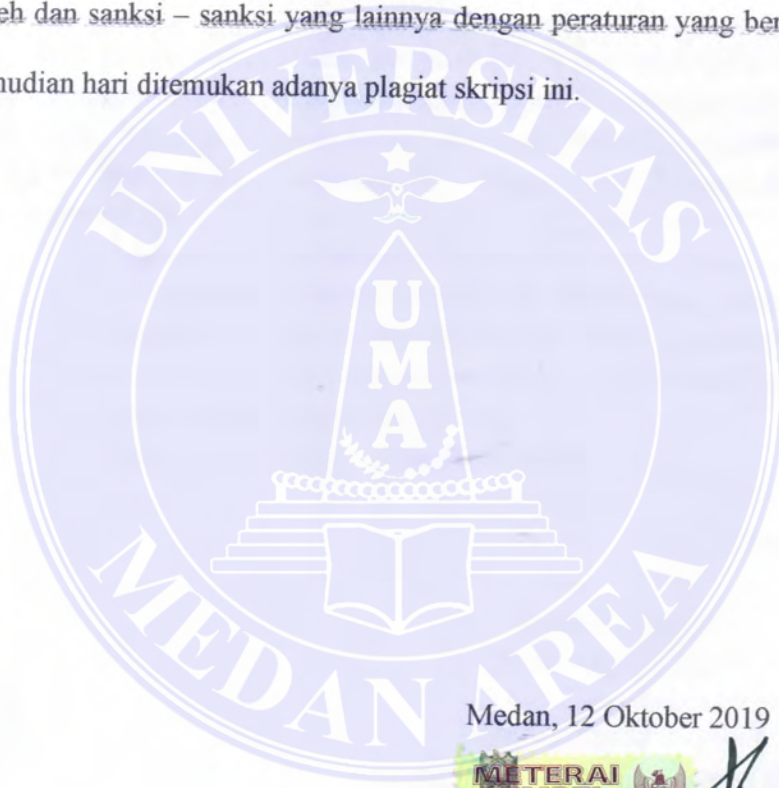 eh dan sanksi – sanksi yang lainnya dengan peraturan yang ber
nudian hari ditemukan adanya plagiat skripsi ini.
UNIVERSITAS
U
M
A
MEDAN AREA
Medan, 12 Oktober 2019
METERAI